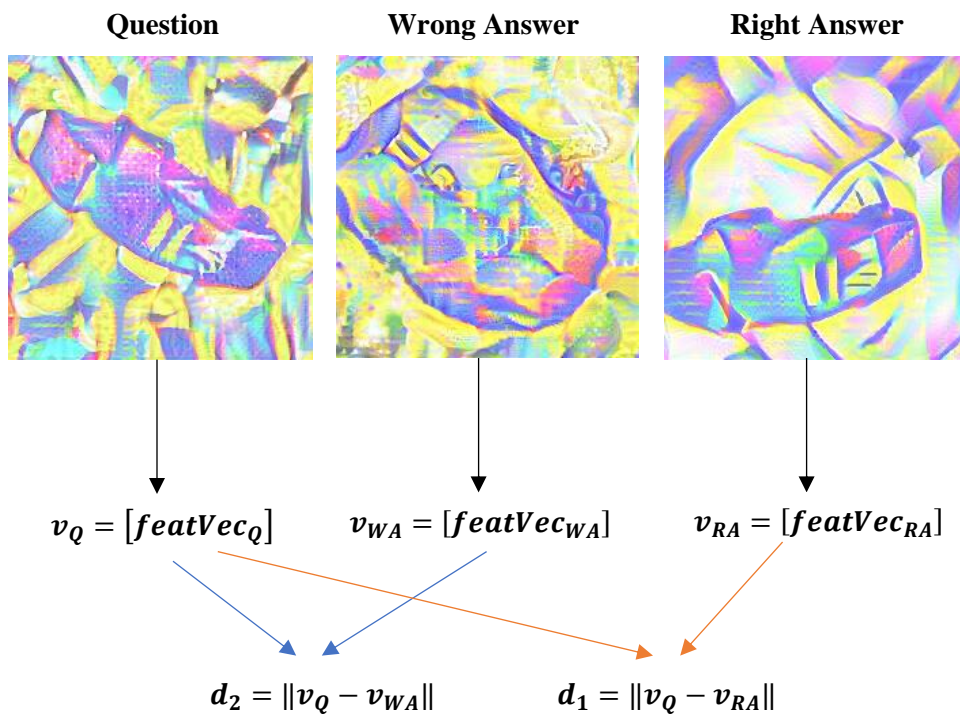 Question Wrong Answer Right Answer
v_Q = [featVec_Q] v_WA = [featVec_WA] v_RA = [featVec_RA]
d_2 = ‖v_Q − v_WA‖ d_1 = ‖v_Q − v_RA‖